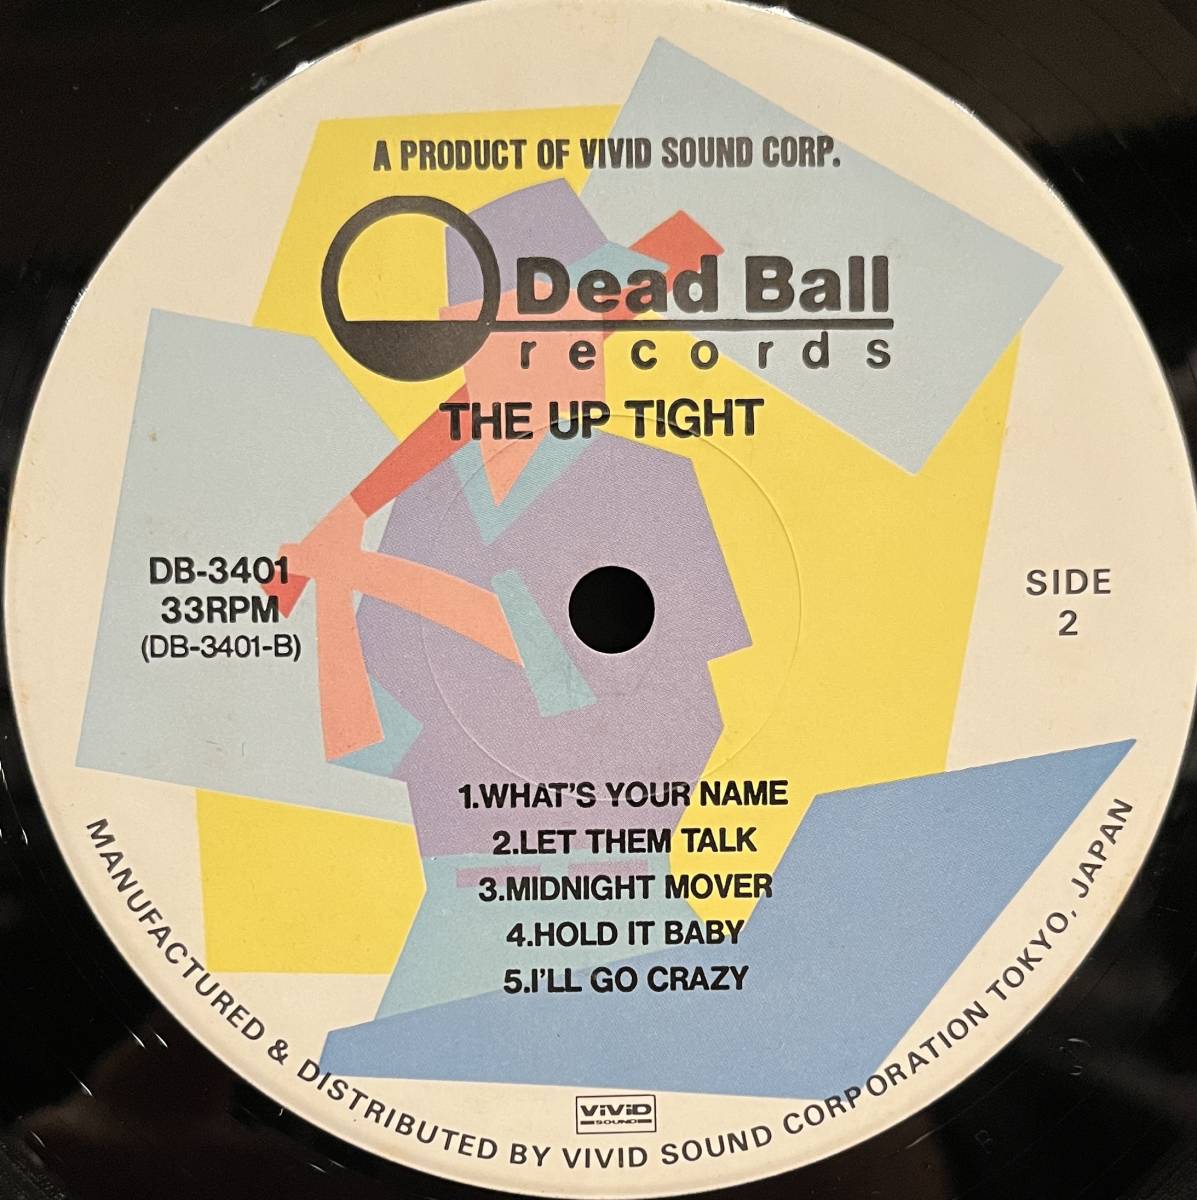 A PRODUCT OF VIVID SOUND CORP.
Dead Ball
records
THE UP TIGHT
DB-3401
33RPM
(DB-3401-B)
SIDE
2
1.WHAT'S YOUR NAME
2.LET THEM TALK
3.MIDNIGHT MOVER
4.HOLD IT BABY
5.I'LL GO CRAZY
ViViD
SOUND
MANUFACTURED & DISTRIBUTED BY VIVID SOUND CORPORATION TOKYO, JAPAN